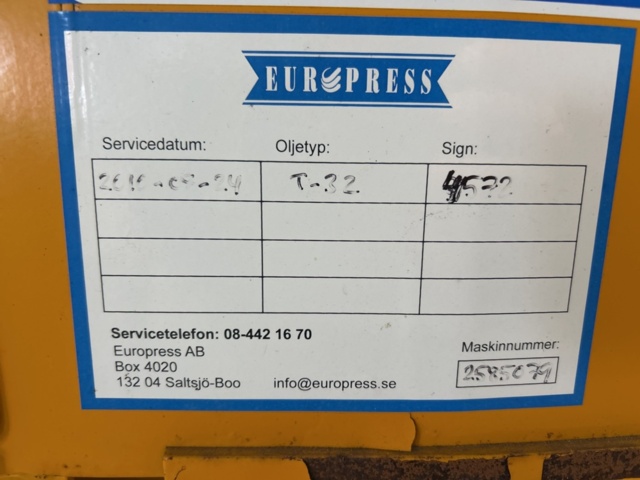 EUROPRESS
Servicedatum: Oljetyp: Sign:
T-32 4572
Servicetelefon: 08-442 16 70
Europress AB
Box 4020
132 04 Saltsjö-Boo info@europress.se
Maskinnummer: